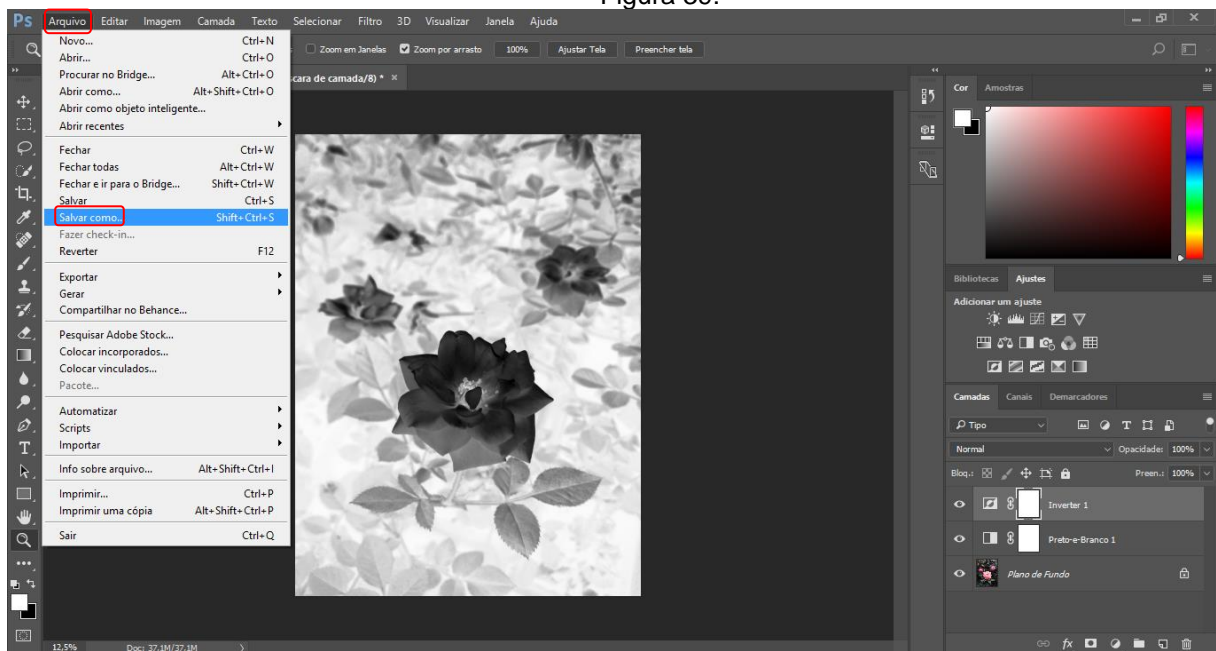 Ps Arquivo Editar Imagem Camada Texto Selecionar Filtro 3D Visualizar Janela Ajuda
Zoom em Janelas Zoom por arrasto 100% Ajustar Tela Preencher tela
cara de camada/8) * ×
Novo... Ctrl+N
Abrir... Ctrl+O
Procurar no Bridge... Alt+Ctrl+O
Abrir como... Alt+Shift+Ctrl+O
Abrir como objeto inteligente...
Abrir recentes
Fechar Ctrl+W
Fechar todas Alt+Ctrl+W
Fechar e ir para o Bridge... Shift+Ctrl+W
Salvar Ctrl+S
Salvar como... Shift+Ctrl+S
Fazer check-in...
Reverter F12
Exportar
Gerar
Compartilhar no Behance...
Pesquisar Adobe Stock...
Colocar incorporados...
Colocar vinculados...
Pacote...
Automatizar
Scripts
Importar
Info sobre arquivo... Alt+Shift+Ctrl+I
Imprimir... Ctrl+P
Imprimir uma cópia Alt+Shift+Ctrl+P
Sair Ctrl+Q
12,5% Doc: 37,1M/37,1M
Cor Amostras
Bibliotecas Ajustes
Adicionar um ajuste
Camadas Canais Demarcadores
Tipo
Normal Opacidade: 100%
Bloq.: Preen.: 100%
Inverter 1
Preto-e-Branco 1
Plano de Fundo
fx